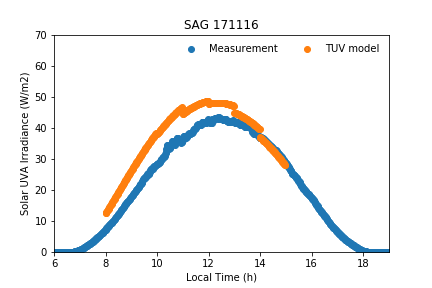 SAG 171116
Measurement
TUV model
Solar UVA Irradiance (W/m2)
70
60
50
40
30
20
10
0
6 8 10 12 14 16 18
Local Time (h)